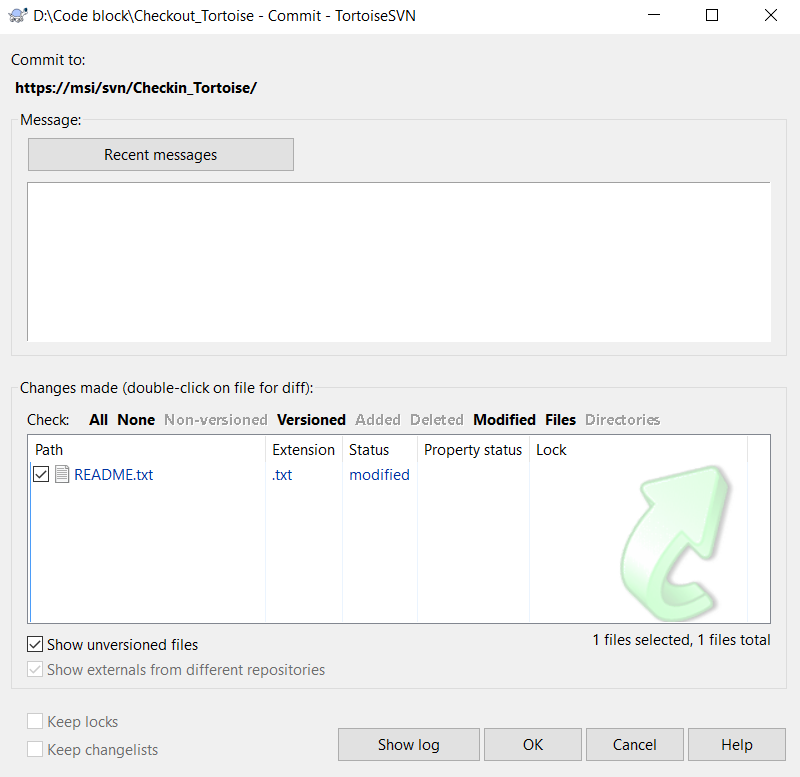 D:\Code block\Checkout_Tortoise - Commit - TortoiseSVN
Commit to:
https://msi/svn/Checkin_Tortoise/
Message:
Recent messages
Changes made (double-click on file for diff):
Check: All None Non-versioned Versioned Added Deleted Modified Files Directories
Path Extension Status Property status Lock
README.txt .txt modified
Show unversioned files 1 files selected, 1 files total
Show externals from different repositories
Keep locks
Keep changelists
Show log OK Cancel Help